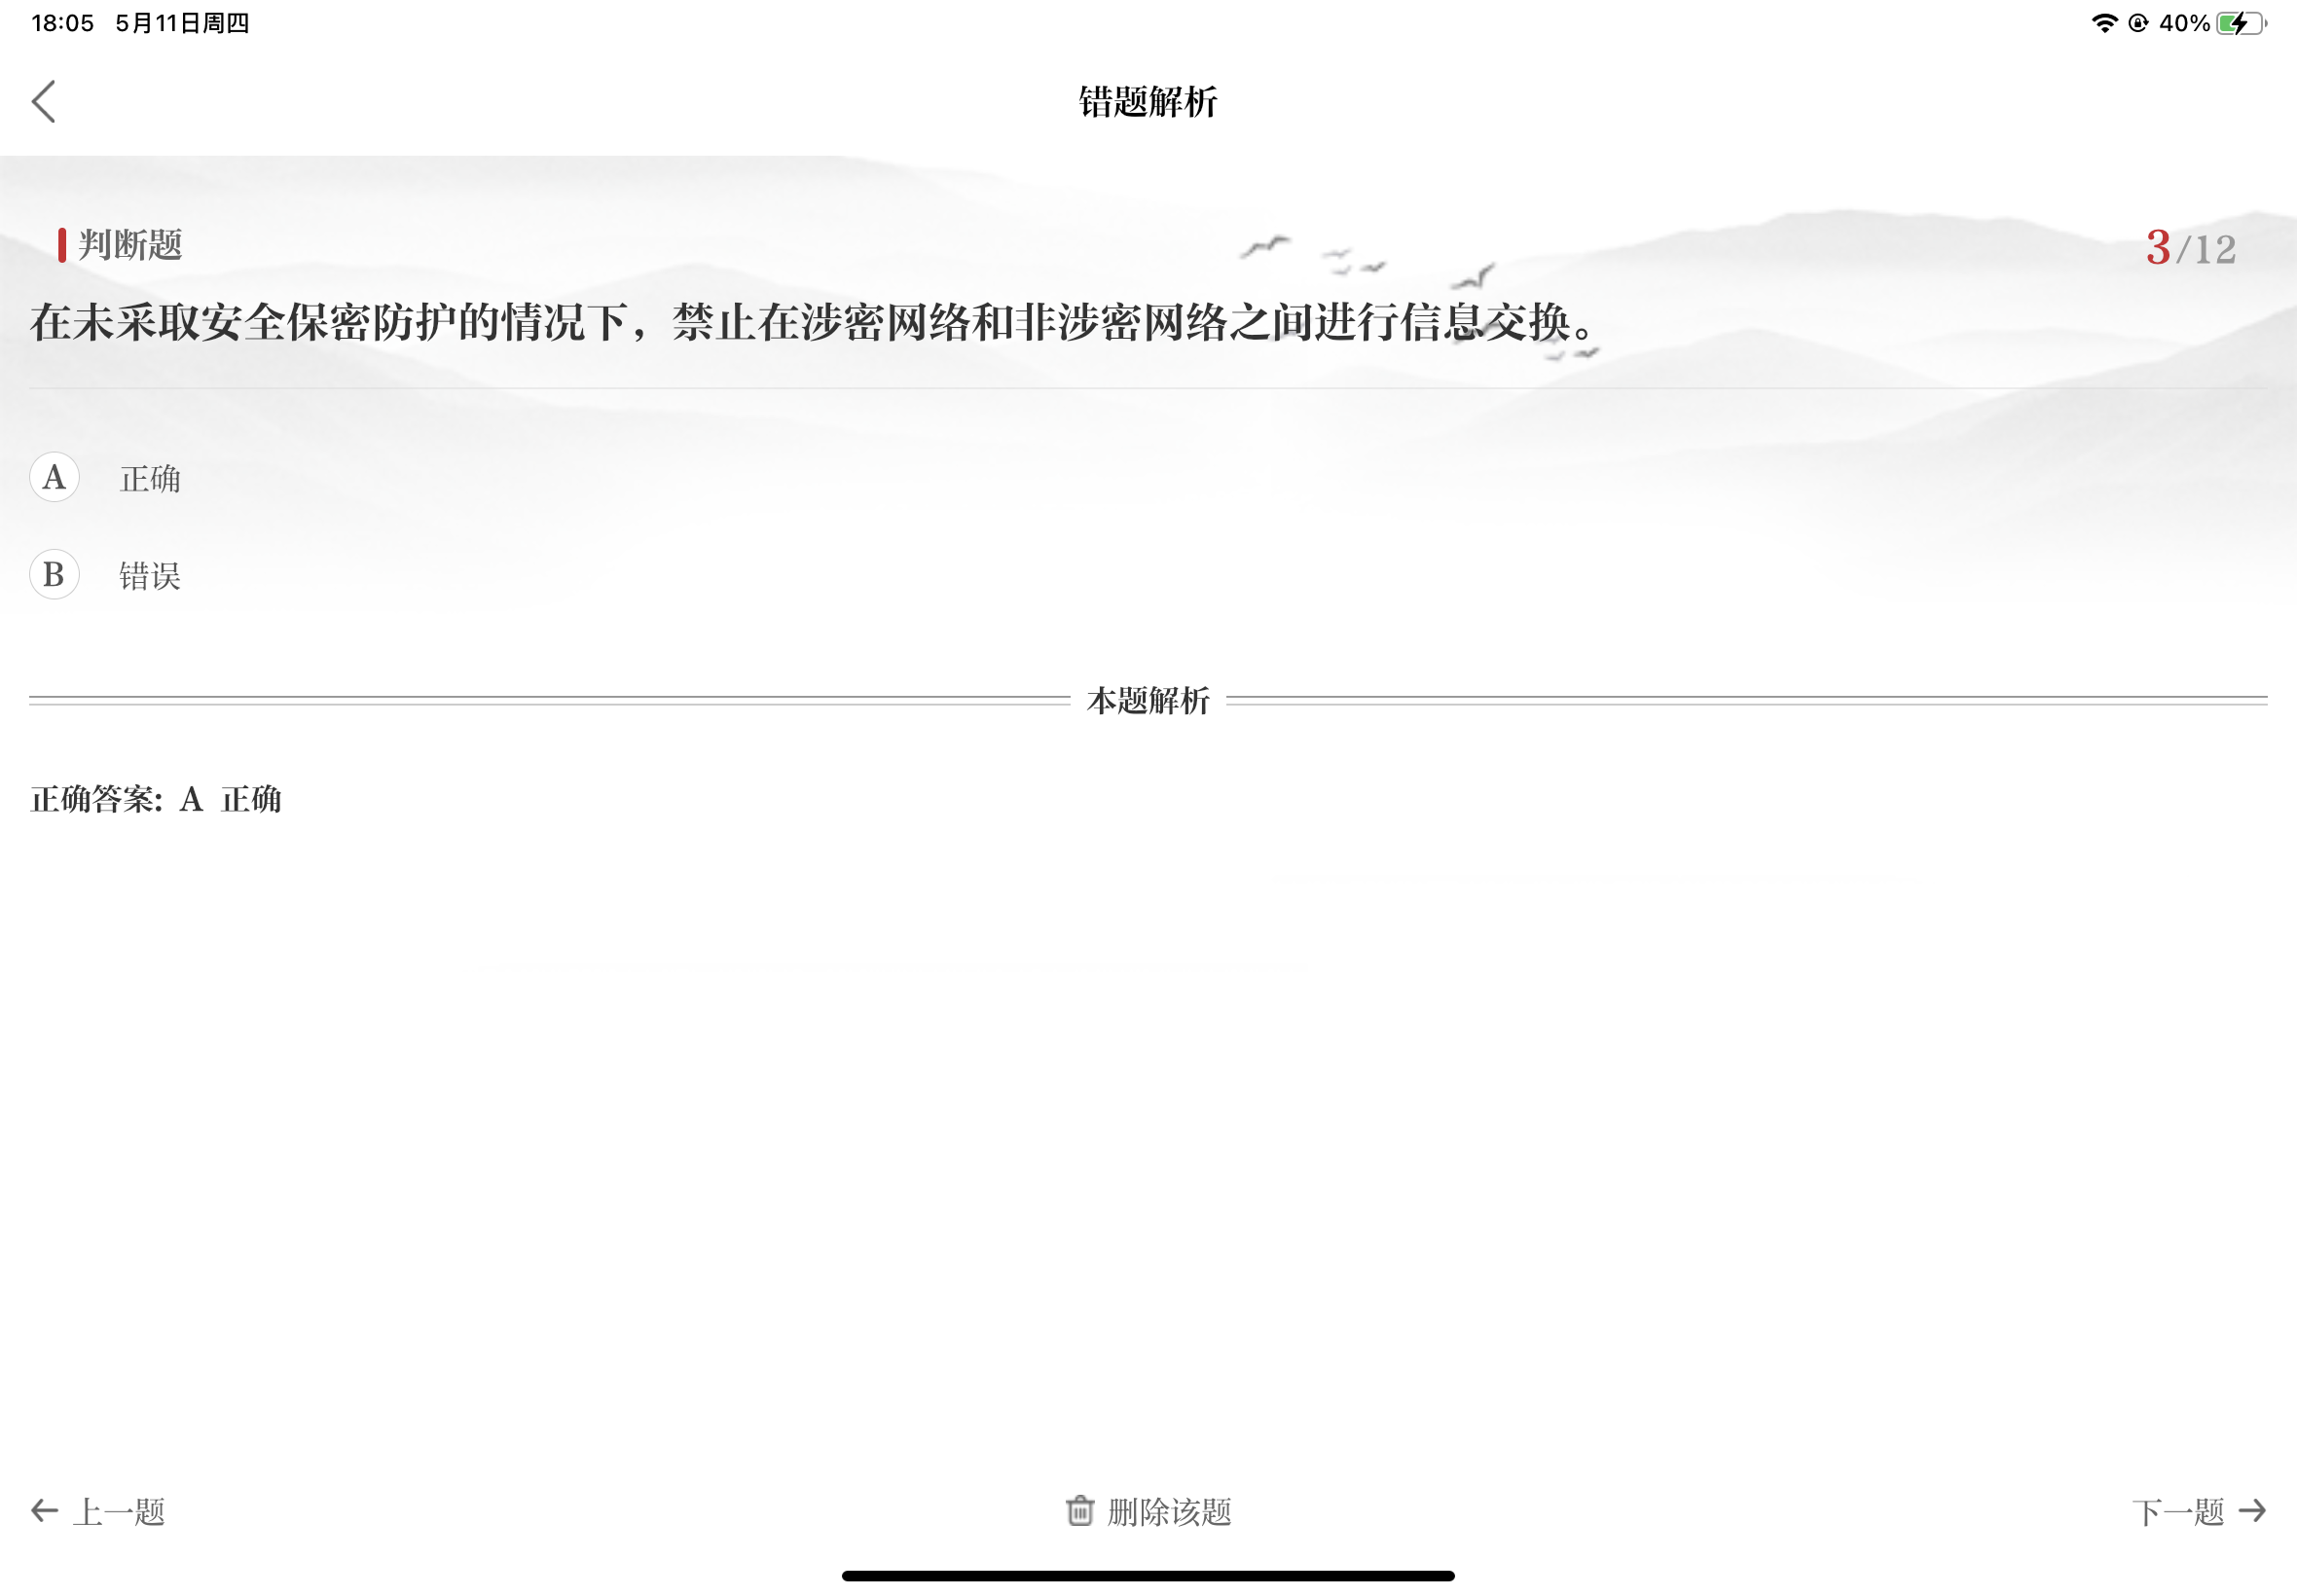 18:05 5月11日周四
40%
错题解析
判断题
3/12
在未采取安全保密防护的情况下，禁止在涉密网络和非涉密网络之间进行信息交换。
A 正确
B 错误
本题解析
正确答案: A 正确
上一题
删除该题
下一题